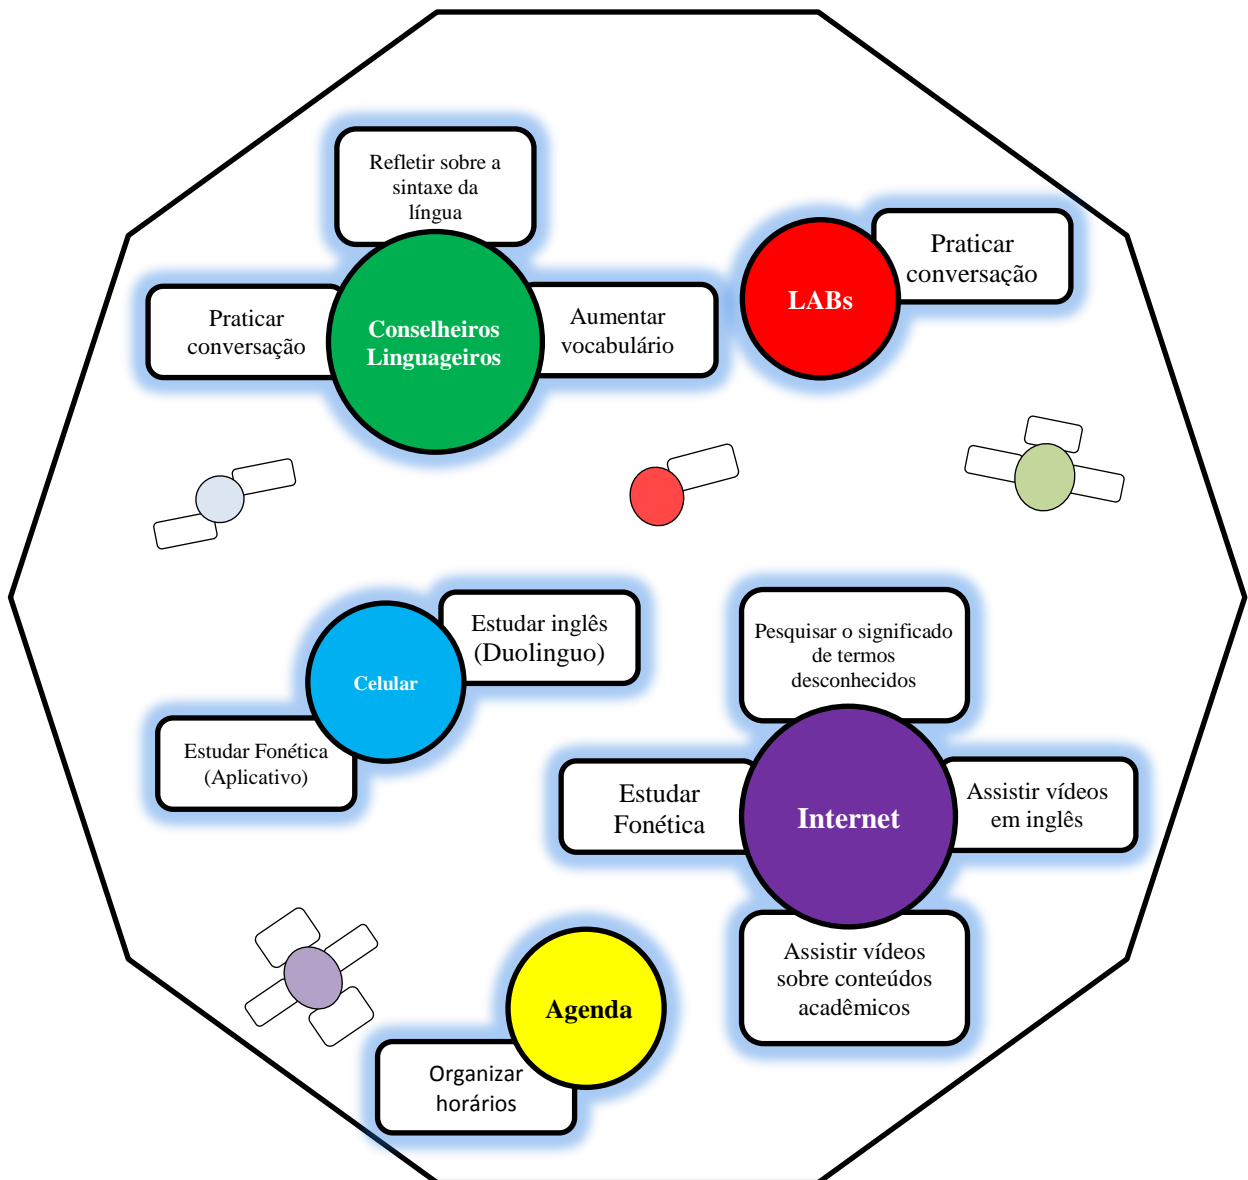 Refletir sobre a
sintaxe da
língua
Praticar
conversação
Conselheiros
Linguageiros
Aumentar
vocabulário
LABs
Praticar
conversação
Estudar inglês
(Duolinguo)
Celular
Estudar Fonética
(Aplicativo)
Pesquisar o significado
de termos
desconhecidos
Estudar
Fonética
Internet
Assistir vídeos
em inglês
Assistir vídeos
sobre conteúdos
acadêmicos
Agenda
Organizar
horários